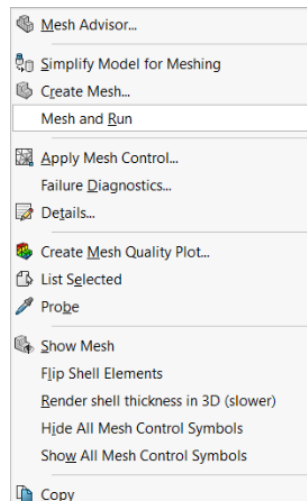 Mesh Advisor...
Simplify Model for Meshing
Create Mesh...
Mesh and Run
Apply Mesh Control...
Failure Diagnostics...
Details...
Create Mesh Quality Plot...
List Selected
Probe
Show Mesh
Flip Shell Elements
Render shell thickness in 3D (slower)
Hide All Mesh Control Symbols
Show All Mesh Control Symbols
Copy